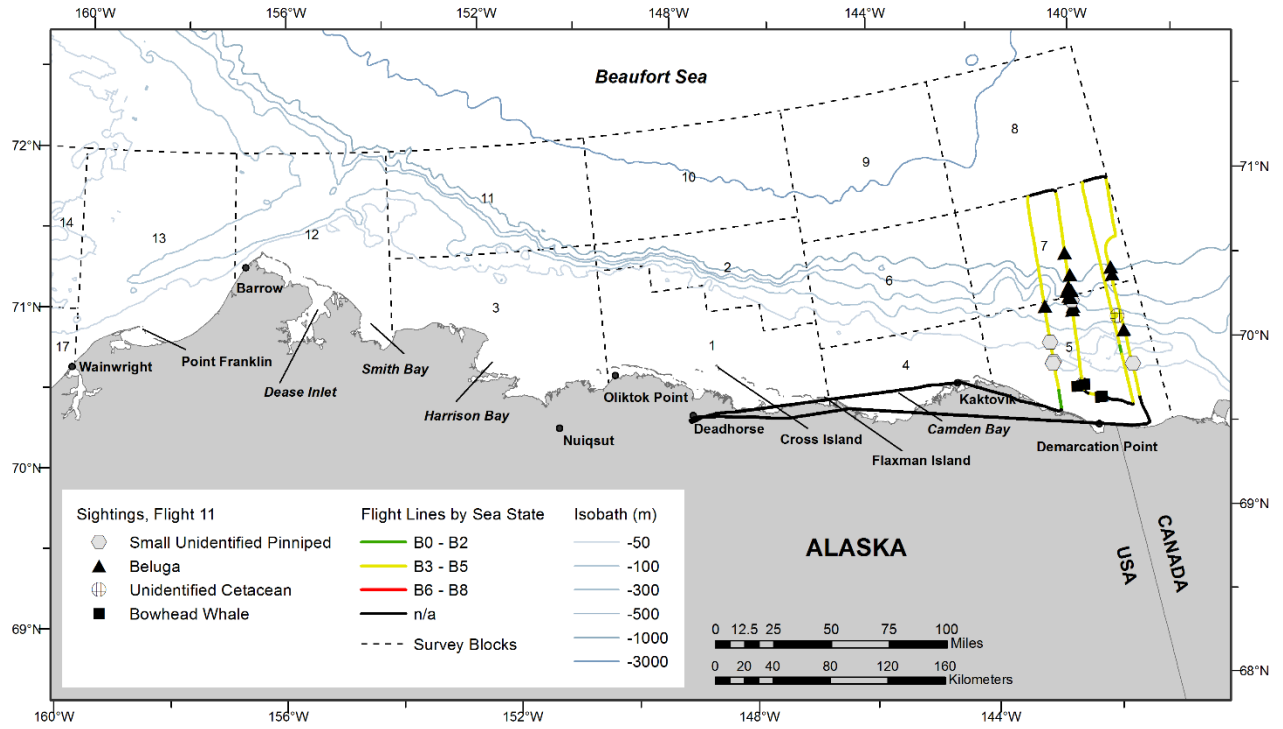 160°W 156°W 152°W 148°W 144°W 140°W
Beaufort Sea
72°N
71°N
70°N
69°N
71°N
70°N
69°N
68°N
8
9
10
11
14
13
12
7
2
6
3
17
1
5
4
Barrow
Point Franklin
Wainwright
Dease Inlet
Smith Bay
Harrison Bay
Oliktok Point
Nuiqsut
Deadhorse
Cross Island
Flaxman Island
Camden Bay
Kaktovik
Demarcation Point
ALASKA
USA
CANADA
Sightings, Flight 11
Small Unidentified Pinniped
Beluga
Unidentified Cetacean
Bowhead Whale
Flight Lines by Sea State
B0 - B2
B3 - B5
B6 - B8
n/a
Survey Blocks
Isobath (m)
-50
-100
-300
-500
-1000
-3000
0 12.5 25 50 75 100
Miles
0 20 40 80 120 160
Kilometers
160°W 156°W 152°W 148°W 144°W